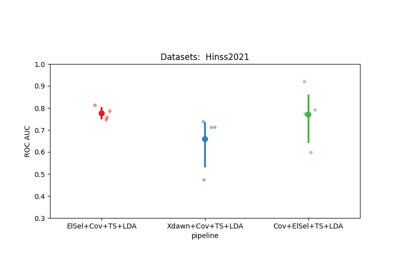 Datasets:  Hinss2021
1.0
0.9
0.8
0.7
0.6
0.5
0.4
0.3
ROC AUC
ElSel+Cov+TS+LDA
Xdawn+Cov+TS+LDA
Cov+ElSel+TS+LDA
pipeline